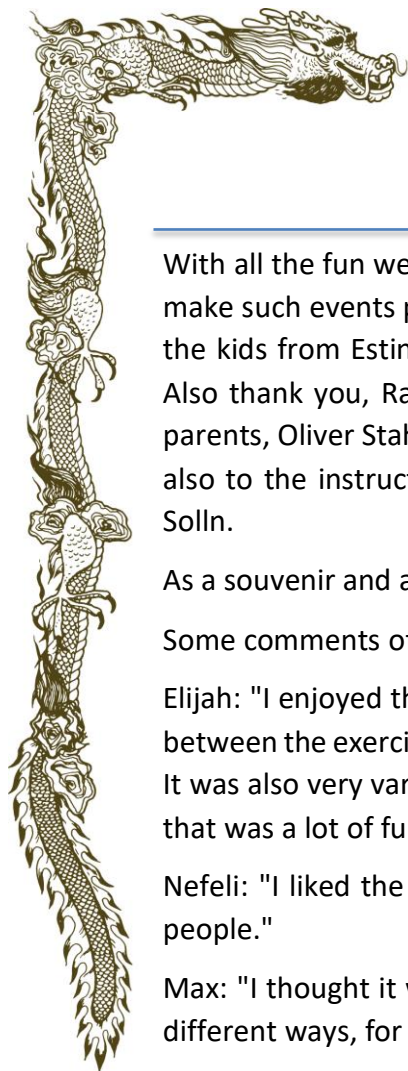 With all the fun we
make such events p
the kids from Estin
Also thank you, Ra
parents, Oliver Stah
also to the instruct
Solln.
As a souvenir and a
Some comments of
Elijah: "I enjoyed th
between the exerci
It was also very var
that was a lot of fu
Nefeli: "I liked the
people."
Max: "I thought it w
different ways, for